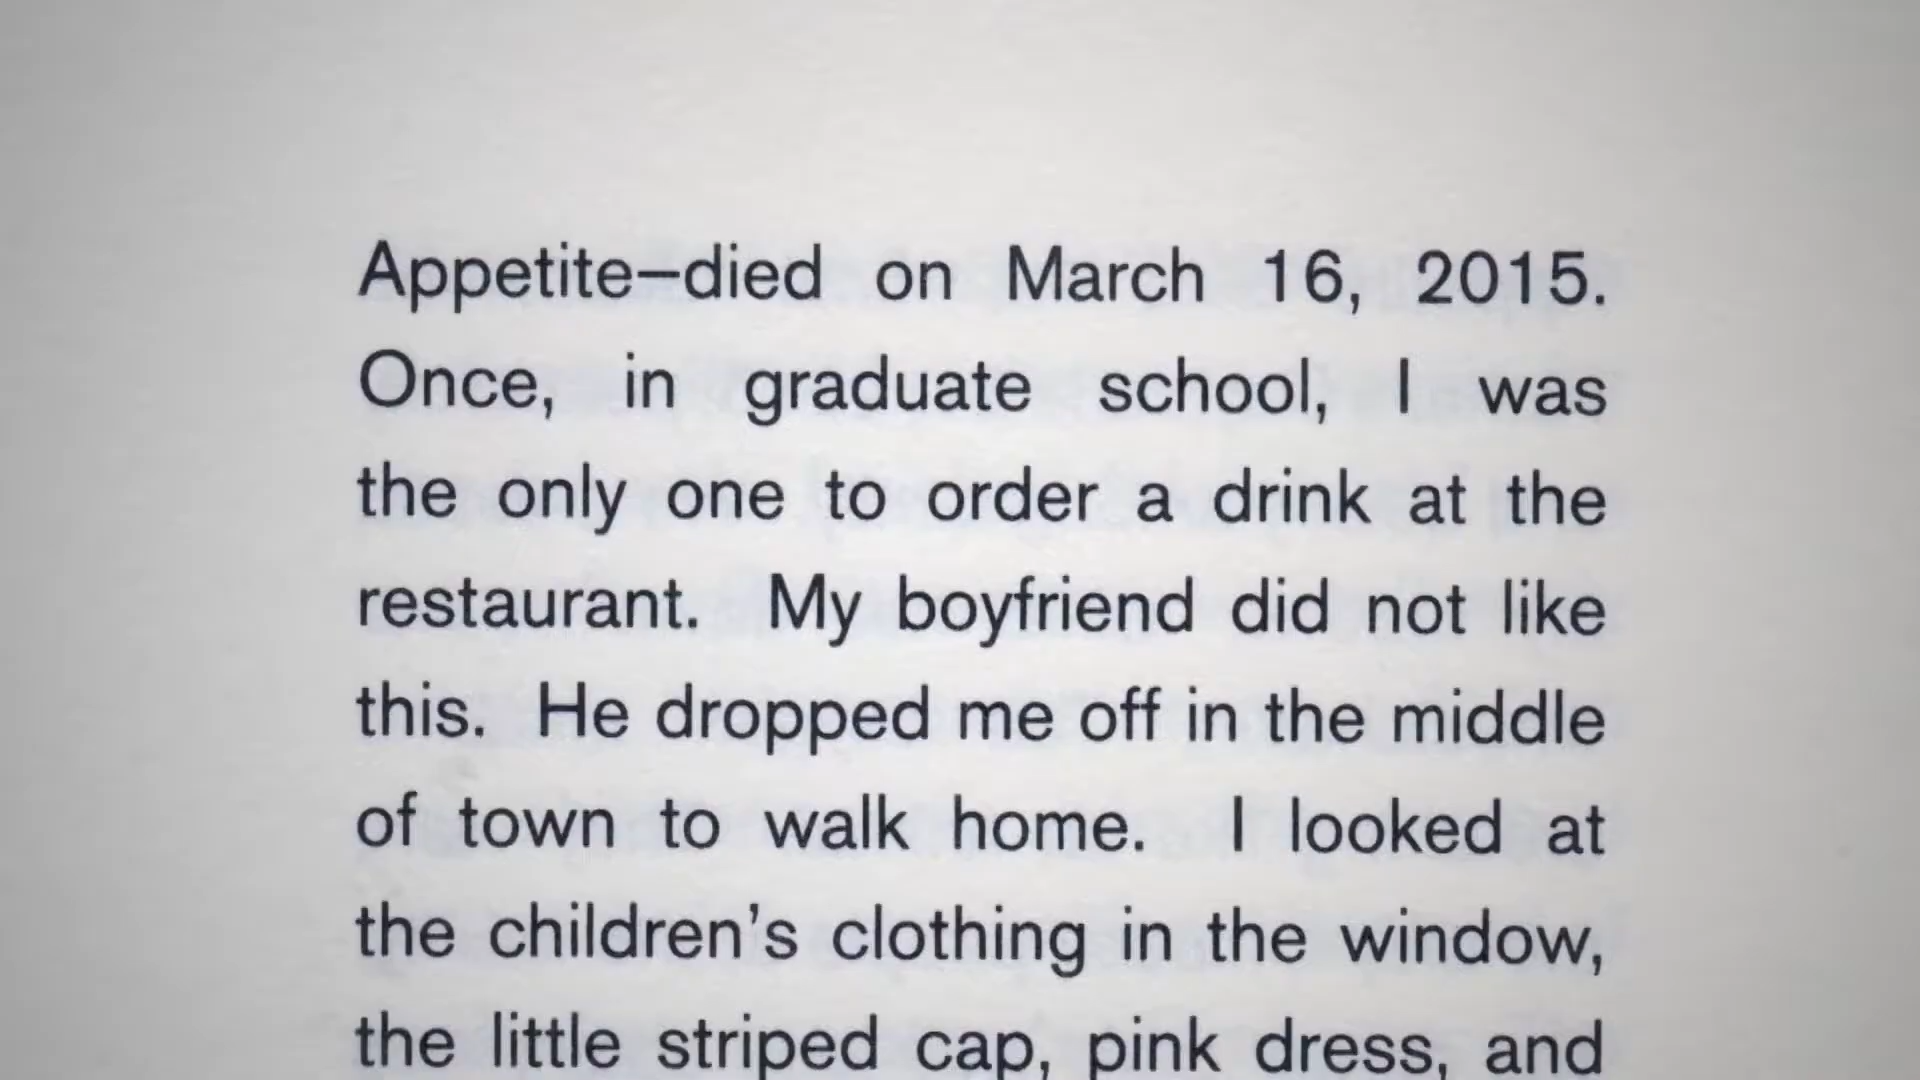 Appetite—died on March 16, 2015.
Once, in graduate school, I was
the only one to order a drink at the
restaurant. My boyfriend did not like
this. He dropped me off in the middle
of town to walk home. I looked at
the children's clothing in the window,
the little striped cap, pink dress, and